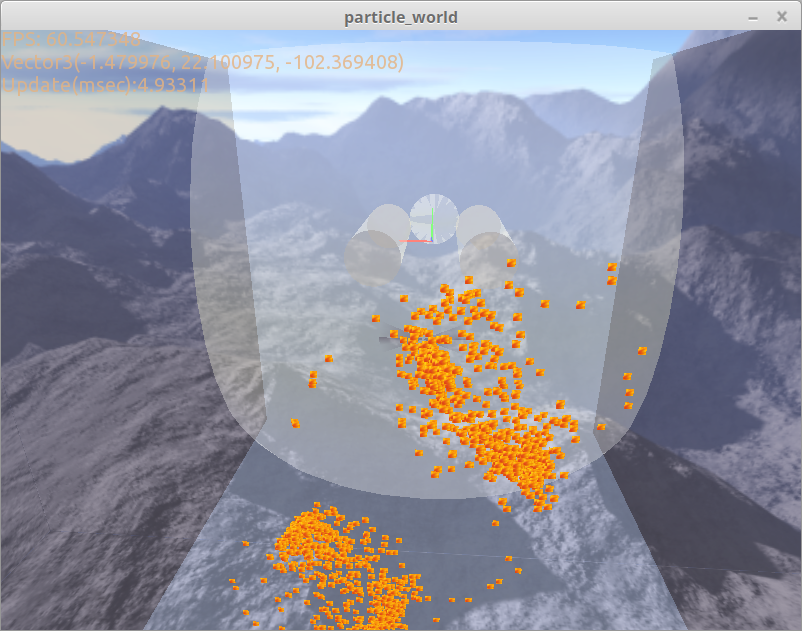 particle_world
FPS: 60.547348
vector3(-1.479976, 22.100975, -102.369408)
Update(msec):4.93311